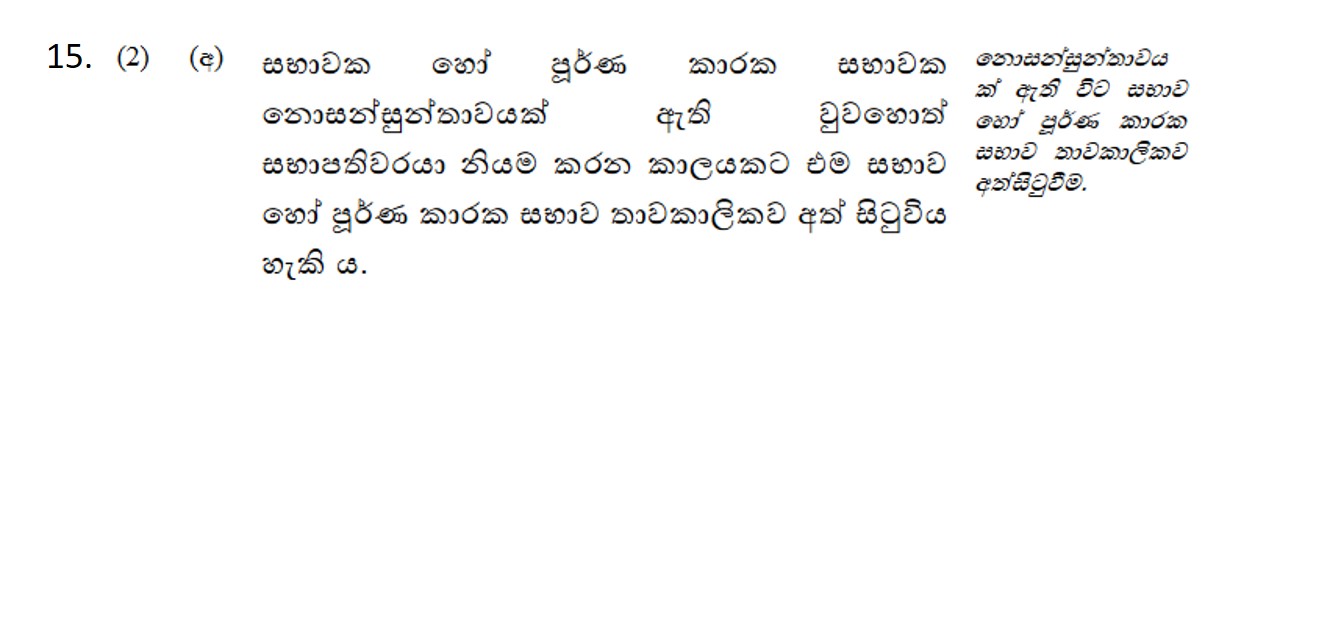 15. (2) (අ) සභාවක හෝ පූර්ණ කාරක සභාවක
නොසන්සුන්තාවයක් ඇති වුවහොත්
සභාපතිවරයා නියම කරන කාලයකට එම සභාව
හෝ පූර්ණ කාරක සභාව තාවකාලිකව අත් සිටුවිය
හැකි ය.
නොසන්සුන්තාවය
ක් ඇති විට සභාව
හෝ පූර්ණ කාරක
සභාව තාවකාලිකව
අත්සිටුවීම.